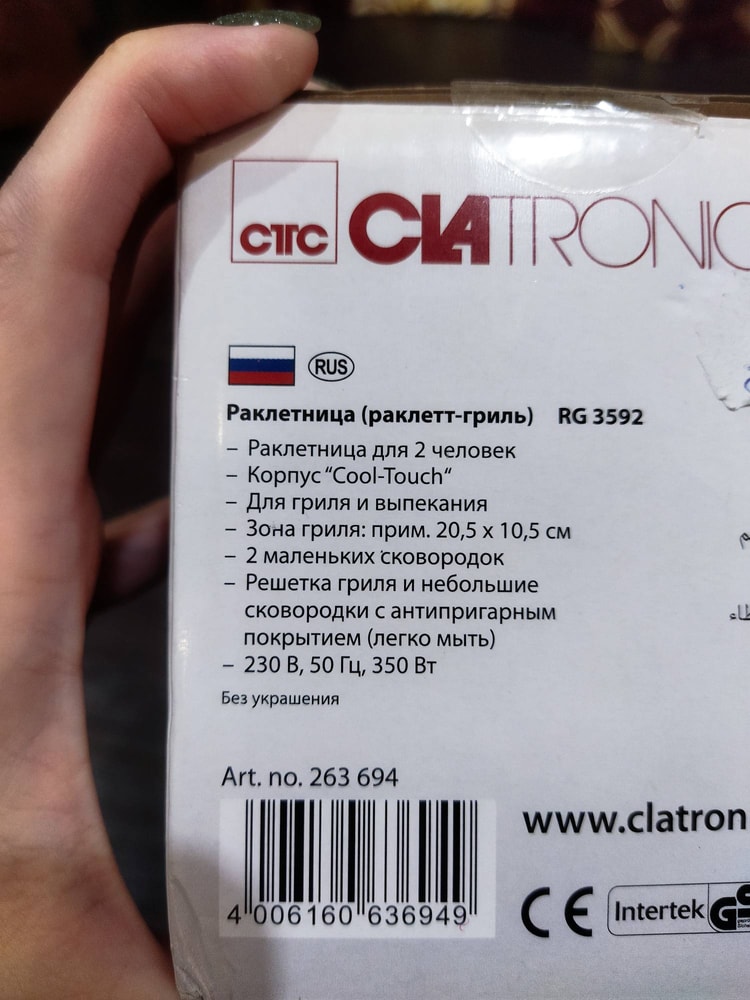 CTC CLATRONIC
RUS
Раклетница (раклетт-гриль) RG 3592
– Раклетница для 2 человек
– Корпус “Cool-Touch“
– Для гриля и выпекания
– Зона гриля: прим. 20,5 x 10,5 см
– 2 маленьких сковородок
– Решетка гриля и небольшие
сковородки с антипригарным
покрытием (легко мыть)
– 230 В, 50 Гц, 350 Вт
Без украшения
Art. no. 263 694
www.clatron
4 006160 636949
CE Intertek GS